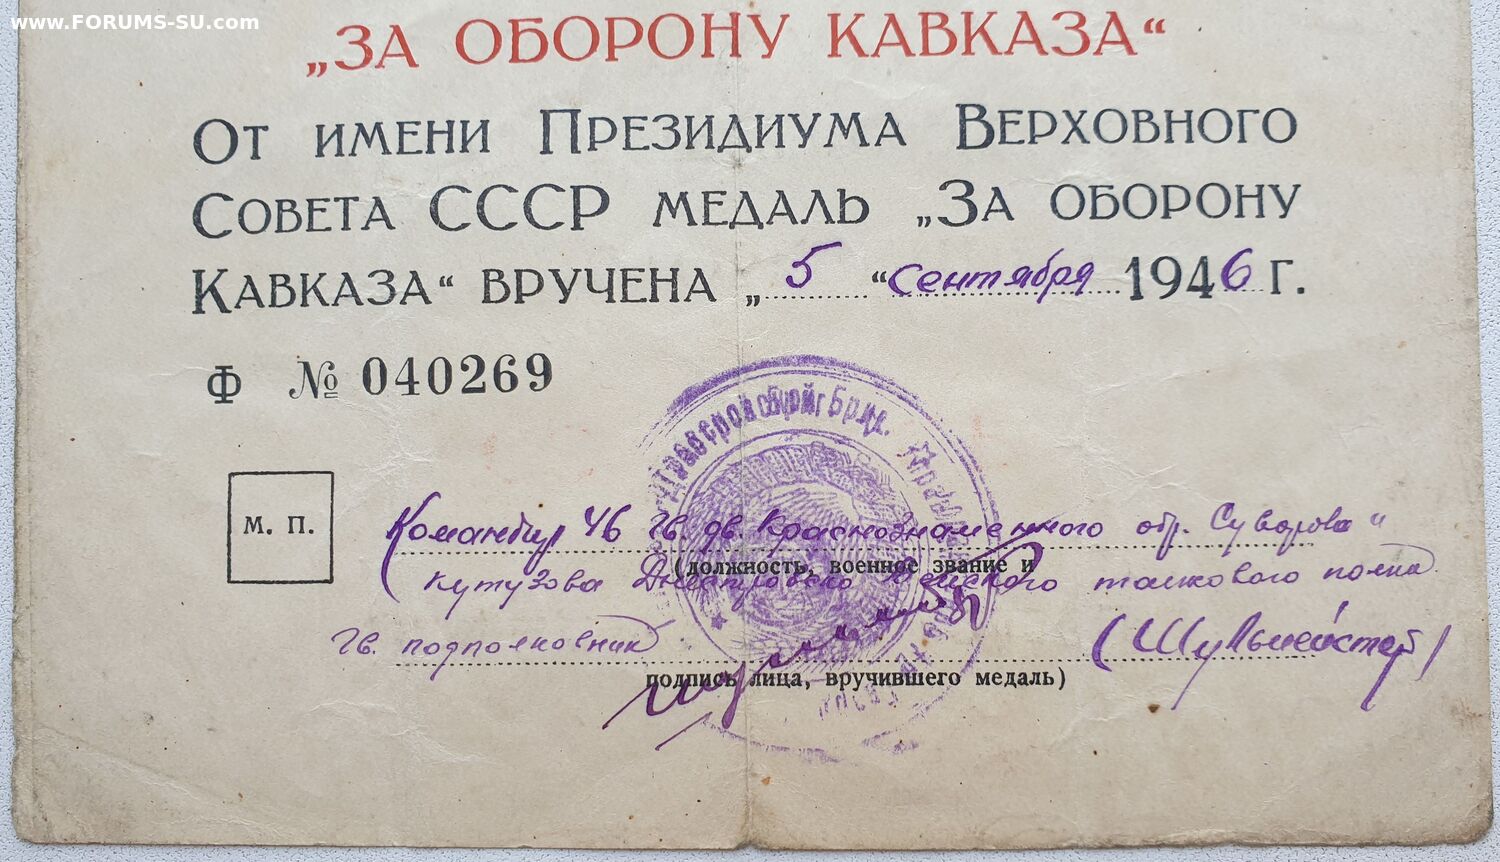 www.FORUMS-SU.com
„ЗА ОБОРОНУ КАВКАЗА“
От имени Президиума Верховного
Совета СССР медаль „За оборону
Кавказа“ вручена „ 5 “ сентября 1946 г.
Ф № 040269
м. п.
Командир 46 гв. дв. Краснознаменного обр. Суворова и
(должность, военное звание и
Кутузова танкового полка
Гв. подполковник (Шульмейстер)
подпись лица, вручившего медаль)